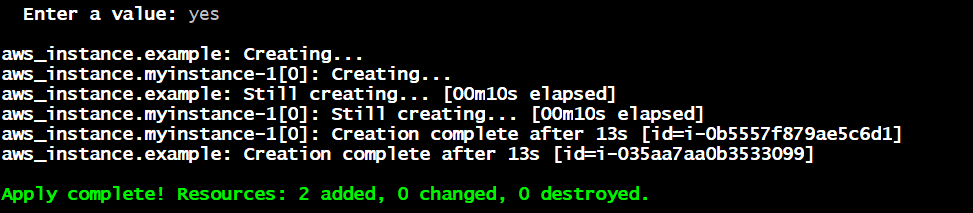 Enter a value: yes
aws_instance.example: Creating...
aws_instance.myinstance-1[0]: Creating...
aws_instance.example: Still creating... [00m10s elapsed]
aws_instance.myinstance-1[0]: Still creating... [00m10s elapsed]
aws_instance.myinstance-1[0]: Creation complete after 13s [id=i-0b5557f879ae5c6d1]
aws_instance.example: Creation complete after 13s [id=i-035aa7aa0b3533099]
Apply complete! Resources: 2 added, 0 changed, 0 destroyed.